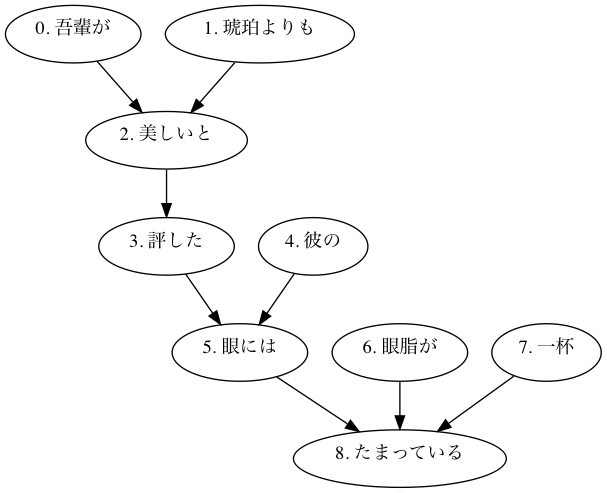 0. 吾輩が
1. 琥珀よりも
2. 美しいと
3. 評した
4. 彼の
5. 眼には
6. 眼脂が
7. 一杯
8. たまっている